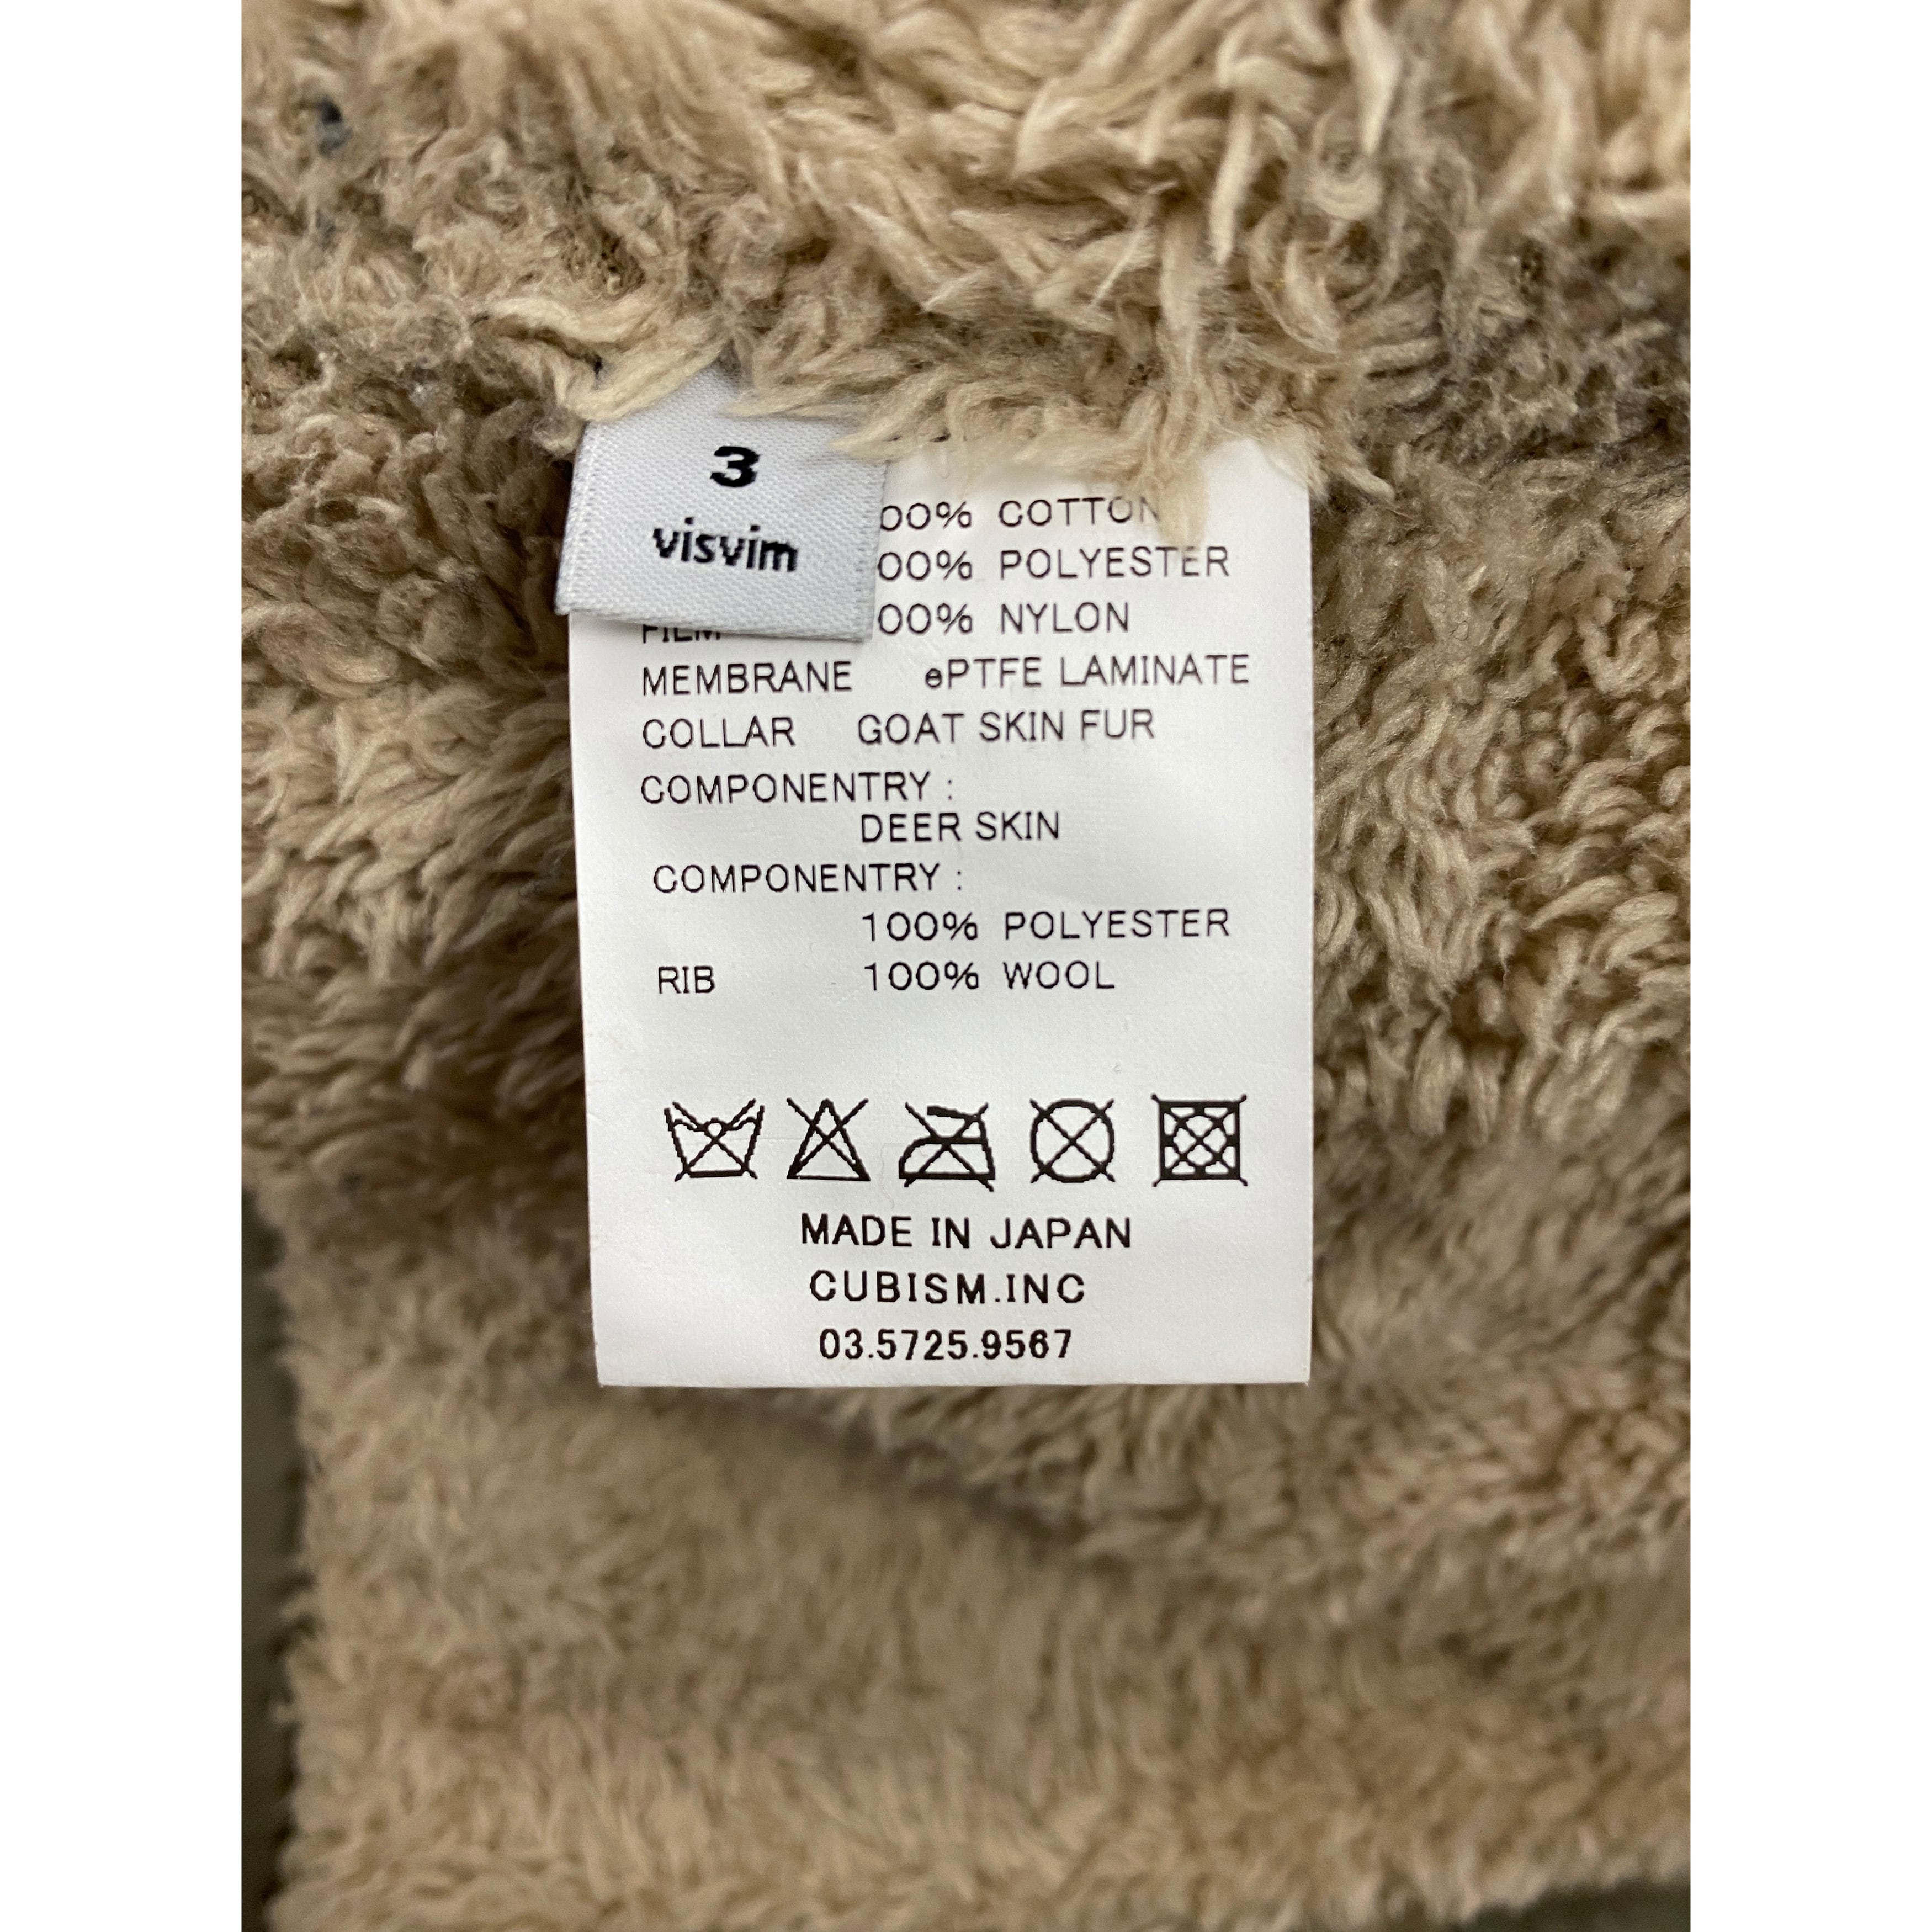 3
visvim
00% COTTON
00% POLYESTER
FILM 00% NYLON
MEMBRANE ePTFE LAMINATE
COLLAR GOAT SKIN FUR
COMPONENTRY :
DEER SKIN
COMPONENTRY :
100% POLYESTER
RIB 100% WOOL
MADE IN JAPAN
CUBISM.INC
03.5725.9567